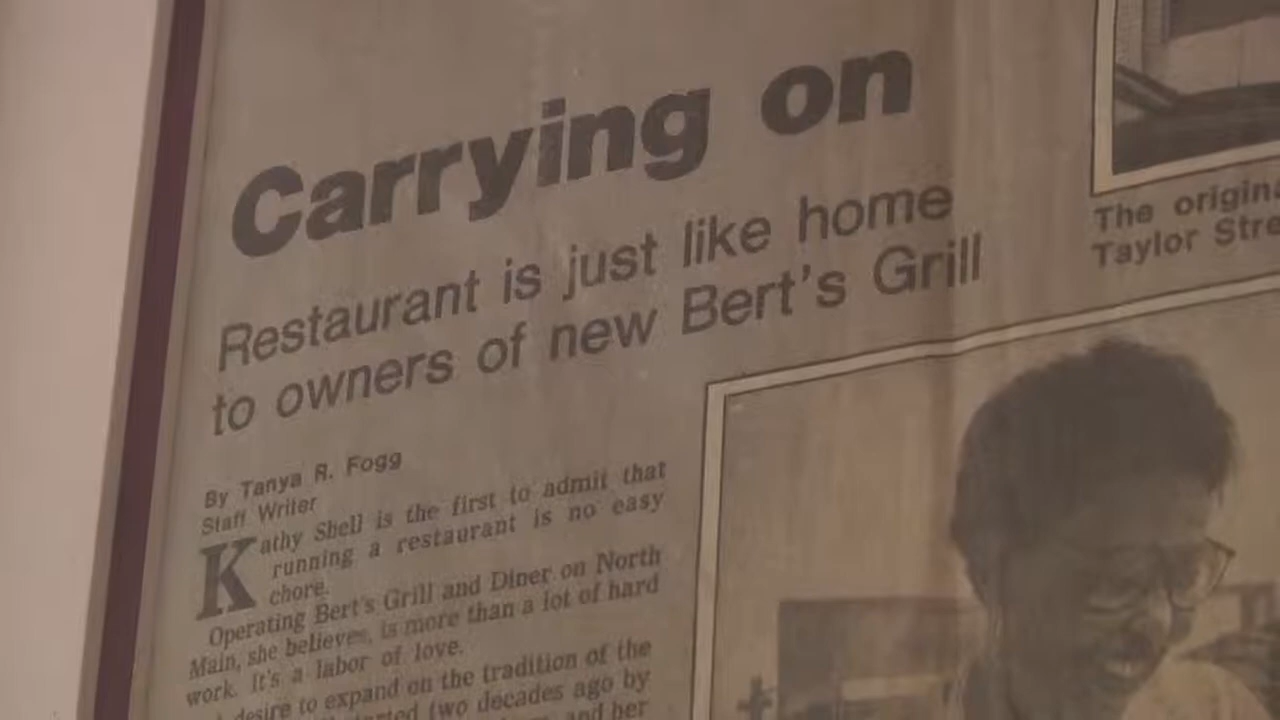 Carrying on
Restaurant is just like home
to owners of new Bert's Grill
By Tanya R. Fogg
Staff Writer
Kathy Shell is the first to admit that
running a restaurant is no easy
chore.
Operating Bert's Grill and Diner on North
Main, she believes, is more than a lot of hard
work. It's a labor of love.
desire to expand on the tradition of the
two decades ago by
and her
The origin
Taylor Stre